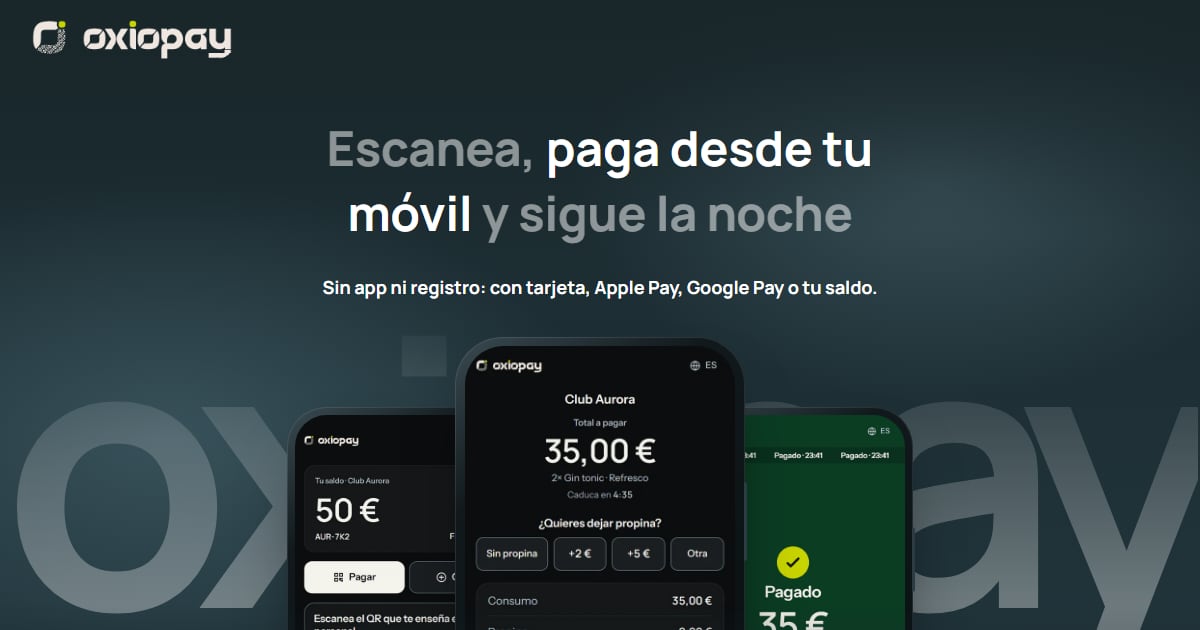 oxiopay
Escanea, paga desde tu
móvil y sigue la noche
Sin app ni registro: con tarjeta, Apple Pay, Google Pay o tu saldo.
oxiopay
ES
Club Aurora
Total a pagar
35,00 €
2× Gin tonic · Refresco
Caduca en 4:35
¿Quieres dejar propina?
Sin propina
+2 €
+5 €
Otra
Consumo
35,00 €
oxiopay
Tu saldo · Club Aurora
50 €
AUR-7K2
Pagar
Escanea el QR que te enseña
ES
Pagado · 23:41
Pagado · 23:41
Pagado
35 €